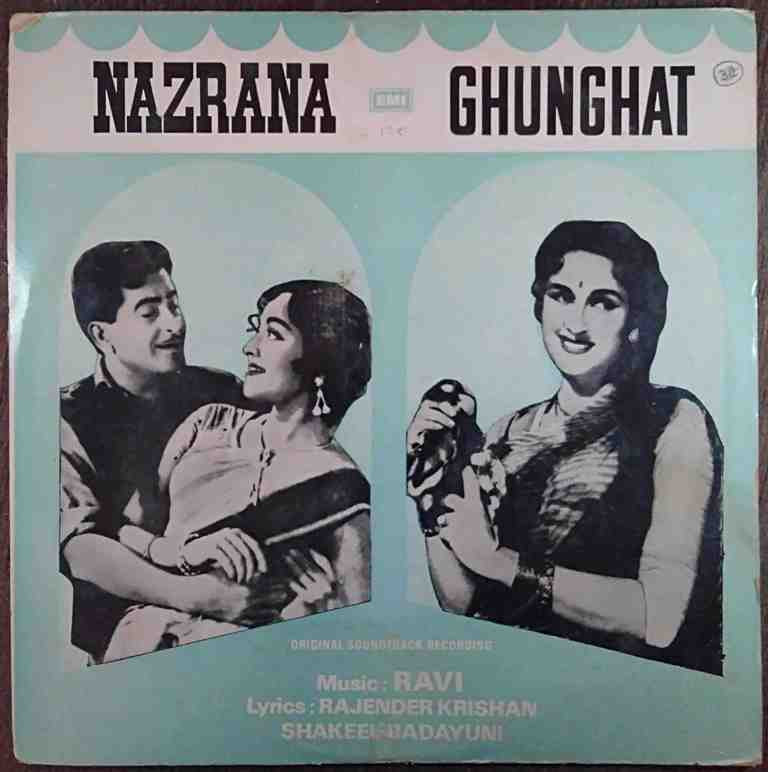 NAZRANA
EMI
GHUNGHAT
ORIGINAL SOUNDTRACK RECORDING
Music : RAVI
Lyrics : RAJENDER KRISHAN
SHAKEEL BADAYUNI